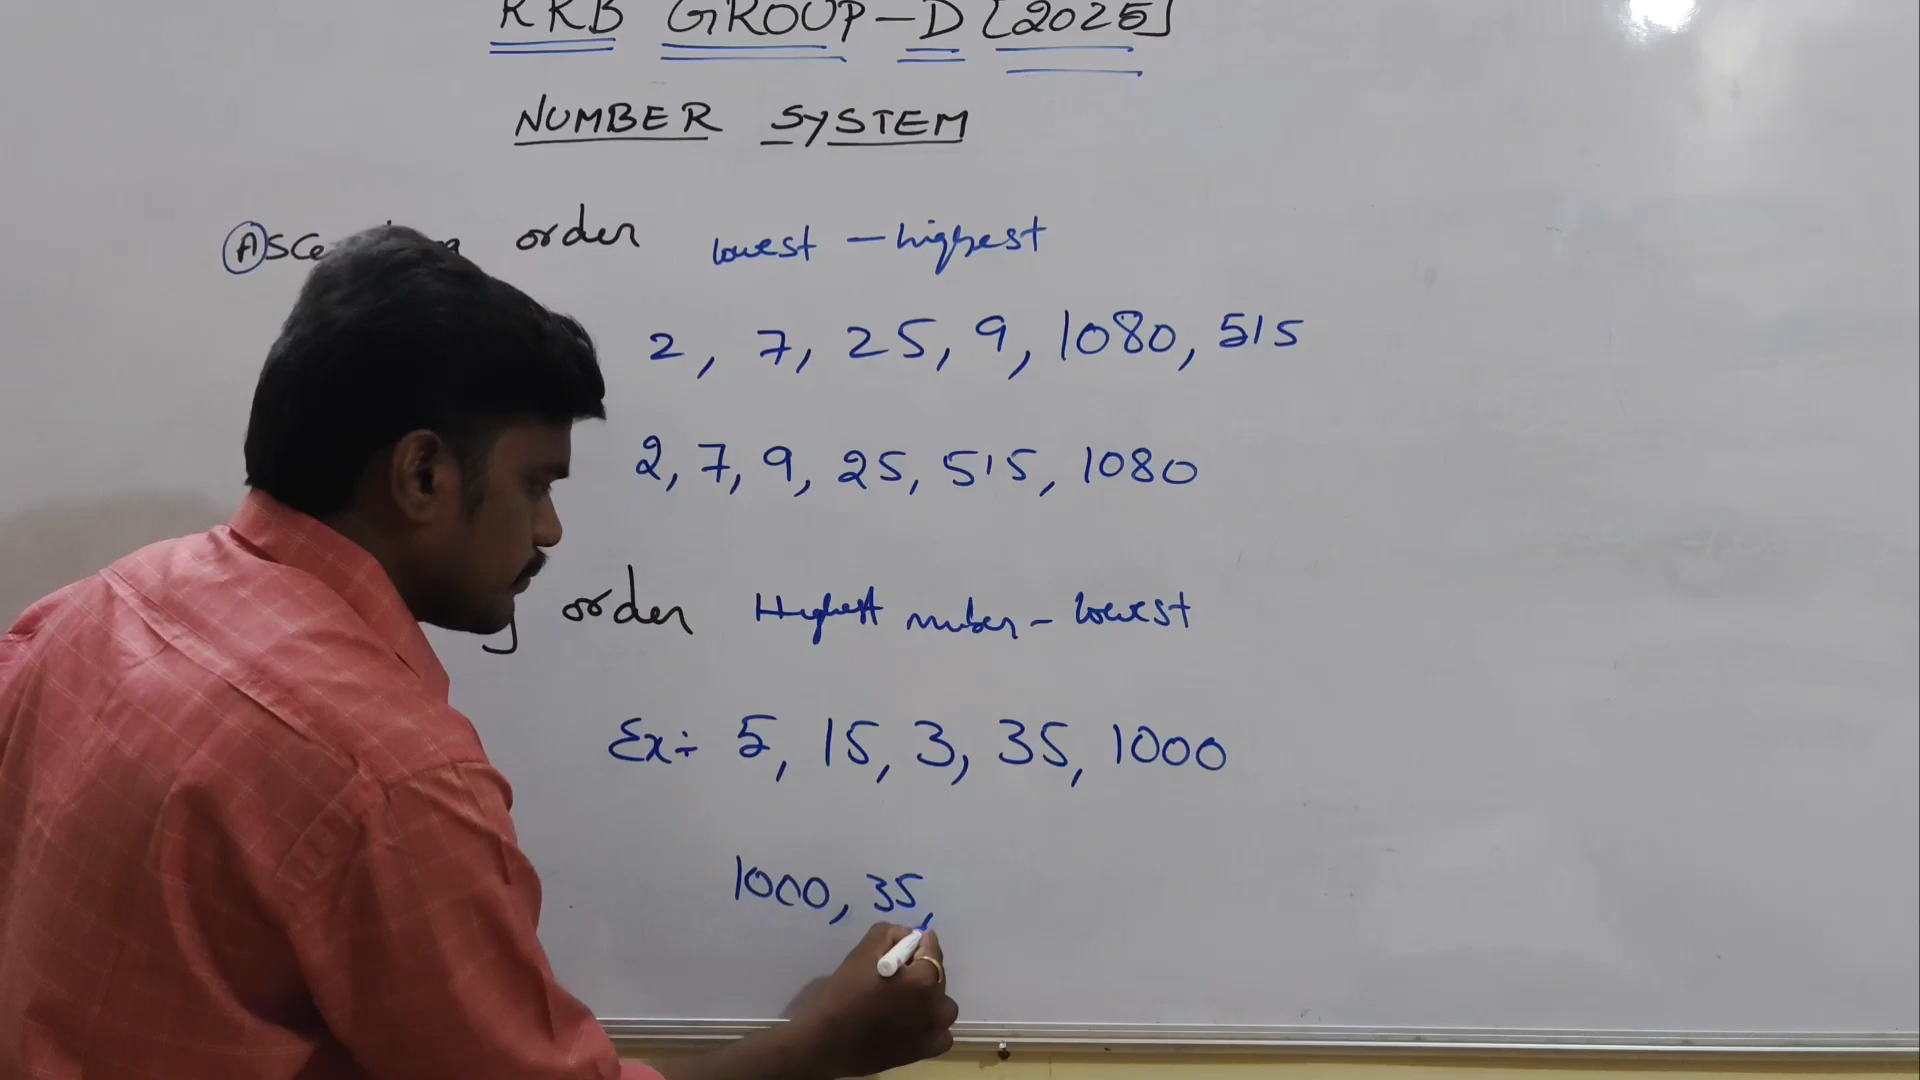 RRB GROUP-D [2025]
NUMBER SYSTEM
order lowest - highest
2, 7, 25, 9, 1080, 515
2, 7, 9, 25, 515, 1080
order Highest number - lowest
Ex:- 5, 15, 3, 35, 1000
1000, 35,